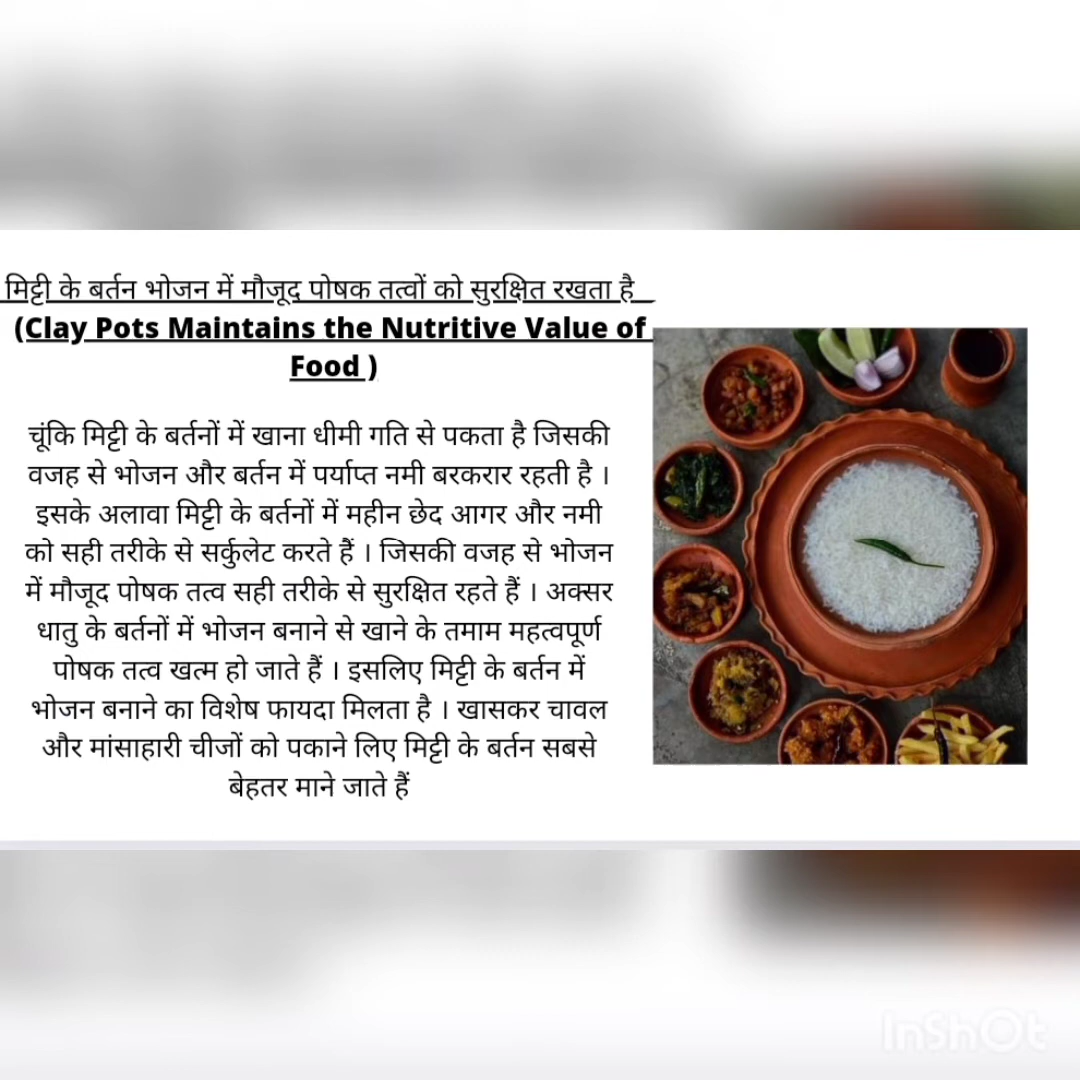 मिट्टी के बर्तन भोजन में मौजूद पोषक तत्वों को सुरक्षित रखता है
(Clay Pots Maintains the Nutritive Value of
Food )
चूंकि मिट्टी के बर्तनों में खाना धीमी गति से पकता है जिसकी
वजह से भोजन और बर्तन में पर्याप्त नमी बरकरार रहती है ।
इसके अलावा मिट्टी के बर्तनों में महीन छेद आगर और नमी
को सही तरीके से सर्कुलेट करते हैं । जिसकी वजह से भोजन
में मौजूद पोषक तत्व सही तरीके से सुरक्षित रहते हैं । अक्सर
धातु के बर्तनों में भोजन बनाने से खाने के तमाम महत्वपूर्ण
पोषक तत्व खत्म हो जाते हैं । इसलिए मिट्टी के बर्तन में
भोजन बनाने का विशेष फायदा मिलता है । खासकर चावल
और मांसाहारी चीजों को पकाने लिए मिट्टी के बर्तन सबसे
बेहतर माने जाते हैं
InShOt